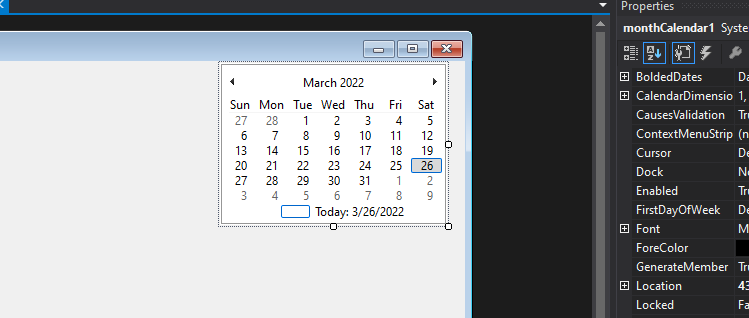 Properties
monthCalendar1 Syste
March 2022
Sun Mon Tue Wed Thu Fri Sat
27 28 1 2 3 4 5
6 7 8 9 10 11 12
13 14 15 16 17 18 19
20 21 22 23 24 25 26
27 28 29 30 31 1 2
3 4 5 6 7 8 9
Today: 3/26/2022
BoldedDates Da
CalendarDimensio 1,
CausesValidation Tru
ContextMenuStrip (n
Cursor De
Dock No
Enabled Tru
FirstDayOfWeek De
Font M
ForeColor
GenerateMember Tru
Location 43
Locked Fa